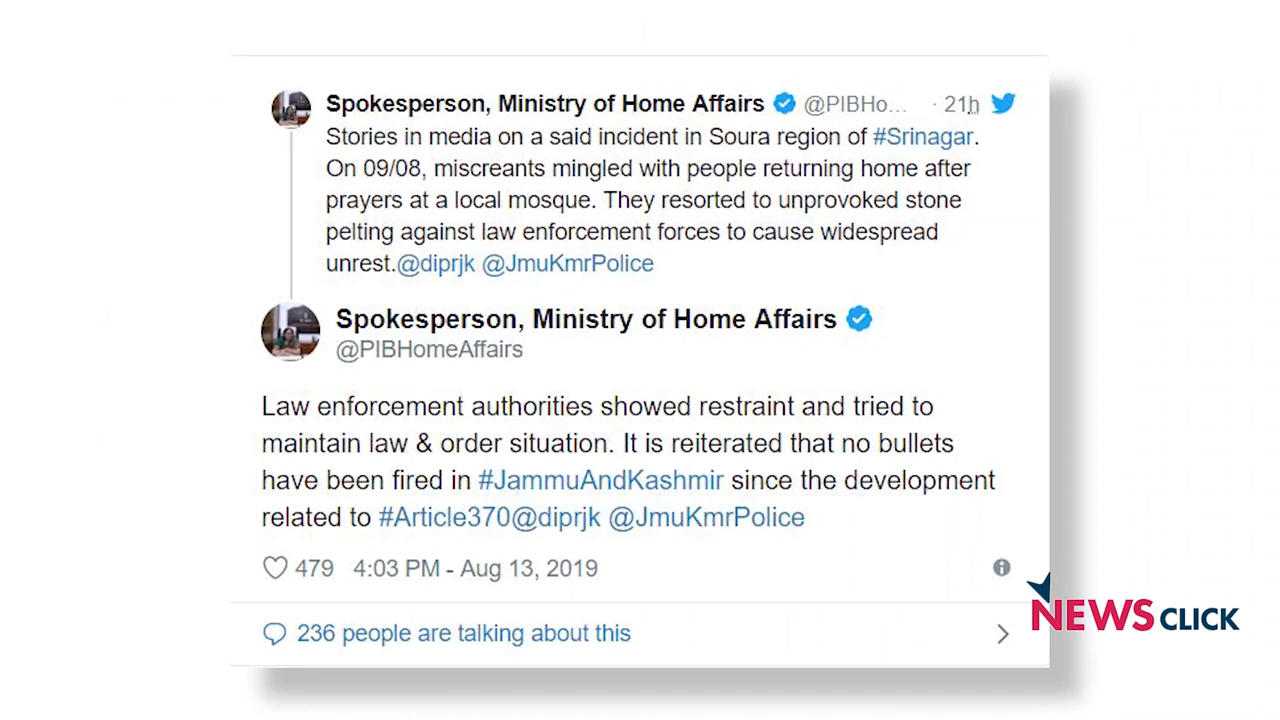 Spokesperson, Ministry of Home Affairs @PIBHo... · 21h
Stories in media on a said incident in Soura region of #Srinagar.
On 09/08, miscreants mingled with people returning home after
prayers at a local mosque. They resorted to unprovoked stone
pelting against law enforcement forces to cause widespread
unrest.@diprjk @JmuKmrPolice
Spokesperson, Ministry of Home Affairs
@PIBHomeAffairs
Law enforcement authorities showed restraint and tried to
maintain law & order situation. It is reiterated that no bullets
have been fired in #JammuAndKashmir since the development
related to #Article370@diprjk @JmuKmrPolice
479 4:03 PM - Aug 13, 2019
236 people are talking about this
NEWSCLICK